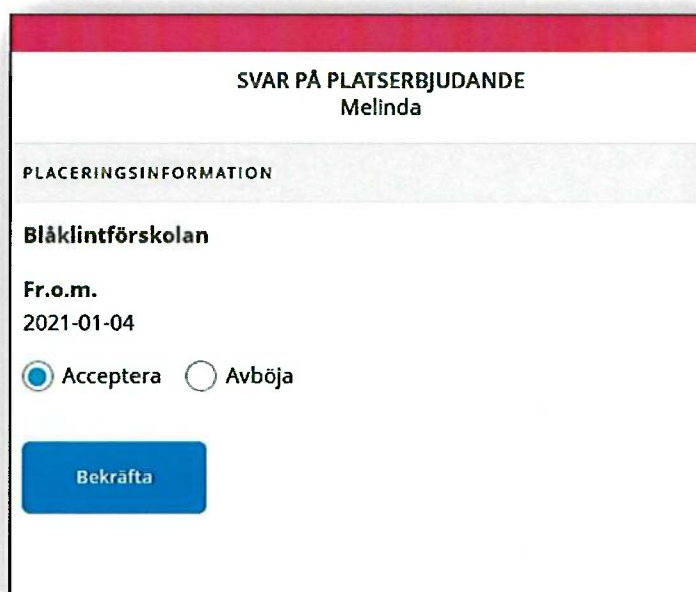 SVAR PÅ PLATSERBJUDANDE
Melinda
PLACERINGSINFORMATION
Blåklintförskolan
Fr.o.m.
2021-01-04
Acceptera Avböja
Bekräfta